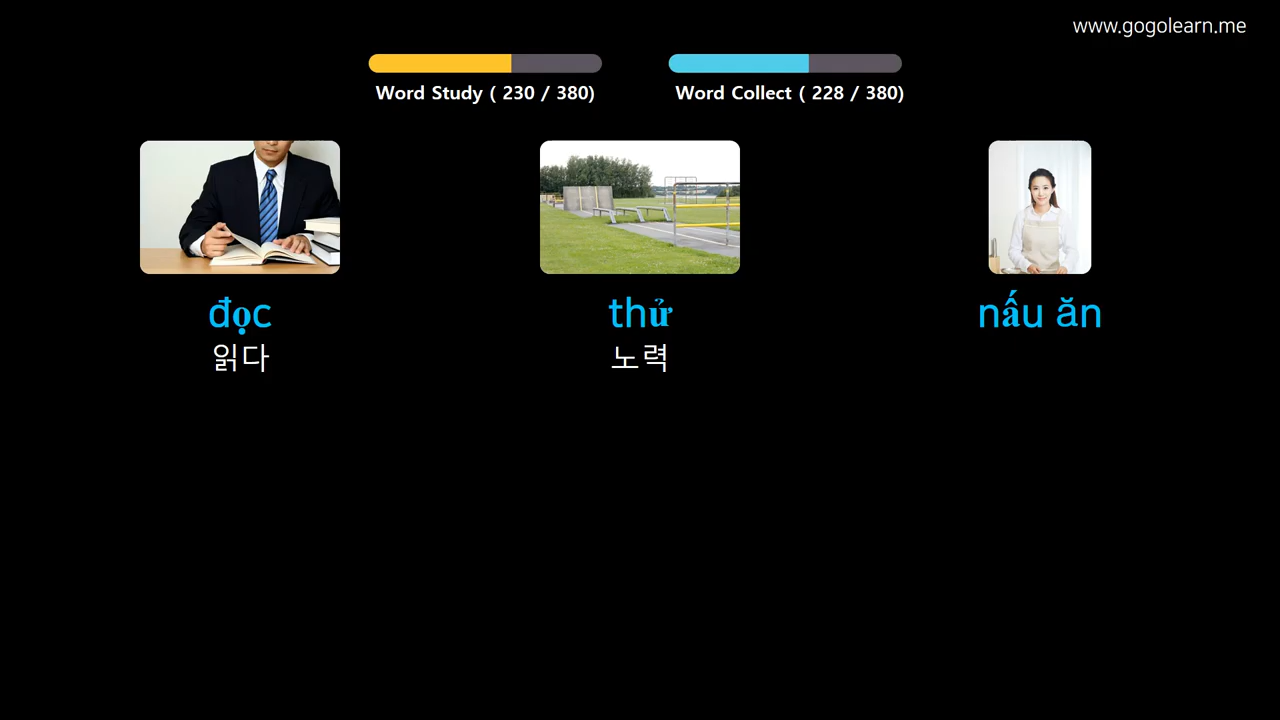 www.gogolearn.me
Word Study ( 230 / 380)
Word Collect ( 228 / 380)
đọc
thử
nấu ăn
읽다
노력